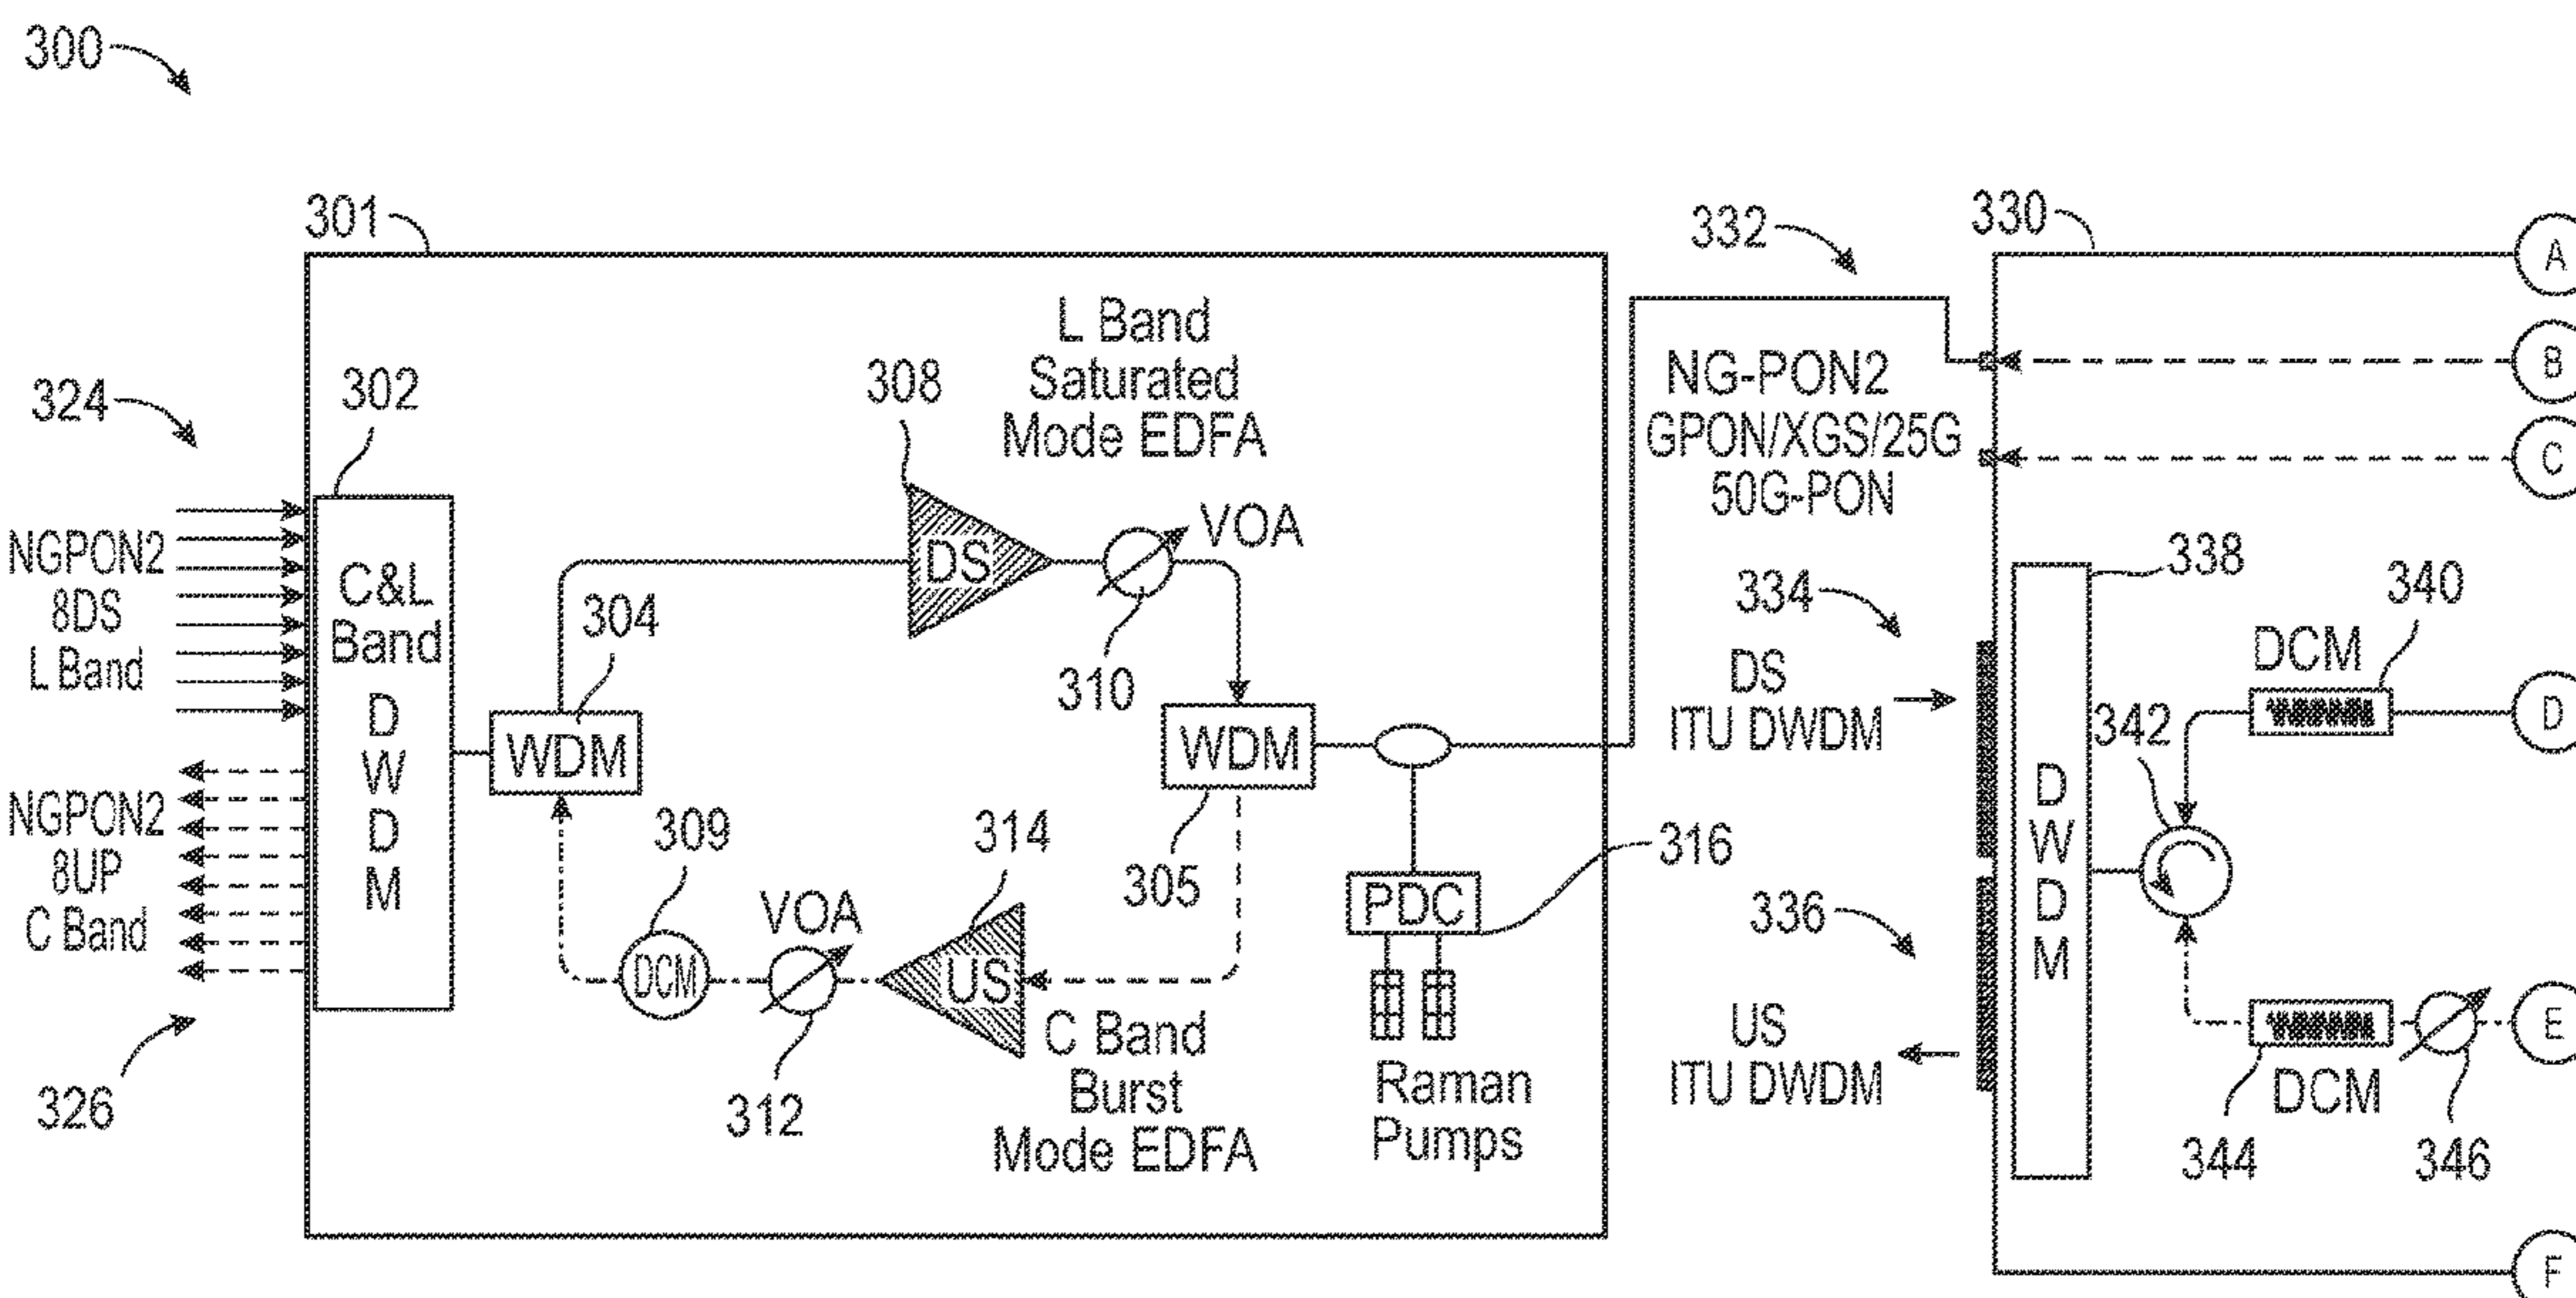 300
301
332
330
A
L Band
Saturated
Mode EDFA
308
324
302
NG-PON2
GPON/XGS/25G
50G-PON
B
C
VOA
NGPON2
8DS
L Band
C&L
Band
D
W
D
M
DS
304
310
334
338
340
DS
ITU DWDM
DCM
342
D
WDM
WDM
NGPON2
8UP
C Band
309
314
305
316
PDC
D
W
D
M
VOA
DCM
US
336
326
312
C Band
Burst
Mode EDFA
Raman
Pumps
US
ITU DWDM
E
DCM
344
346
F